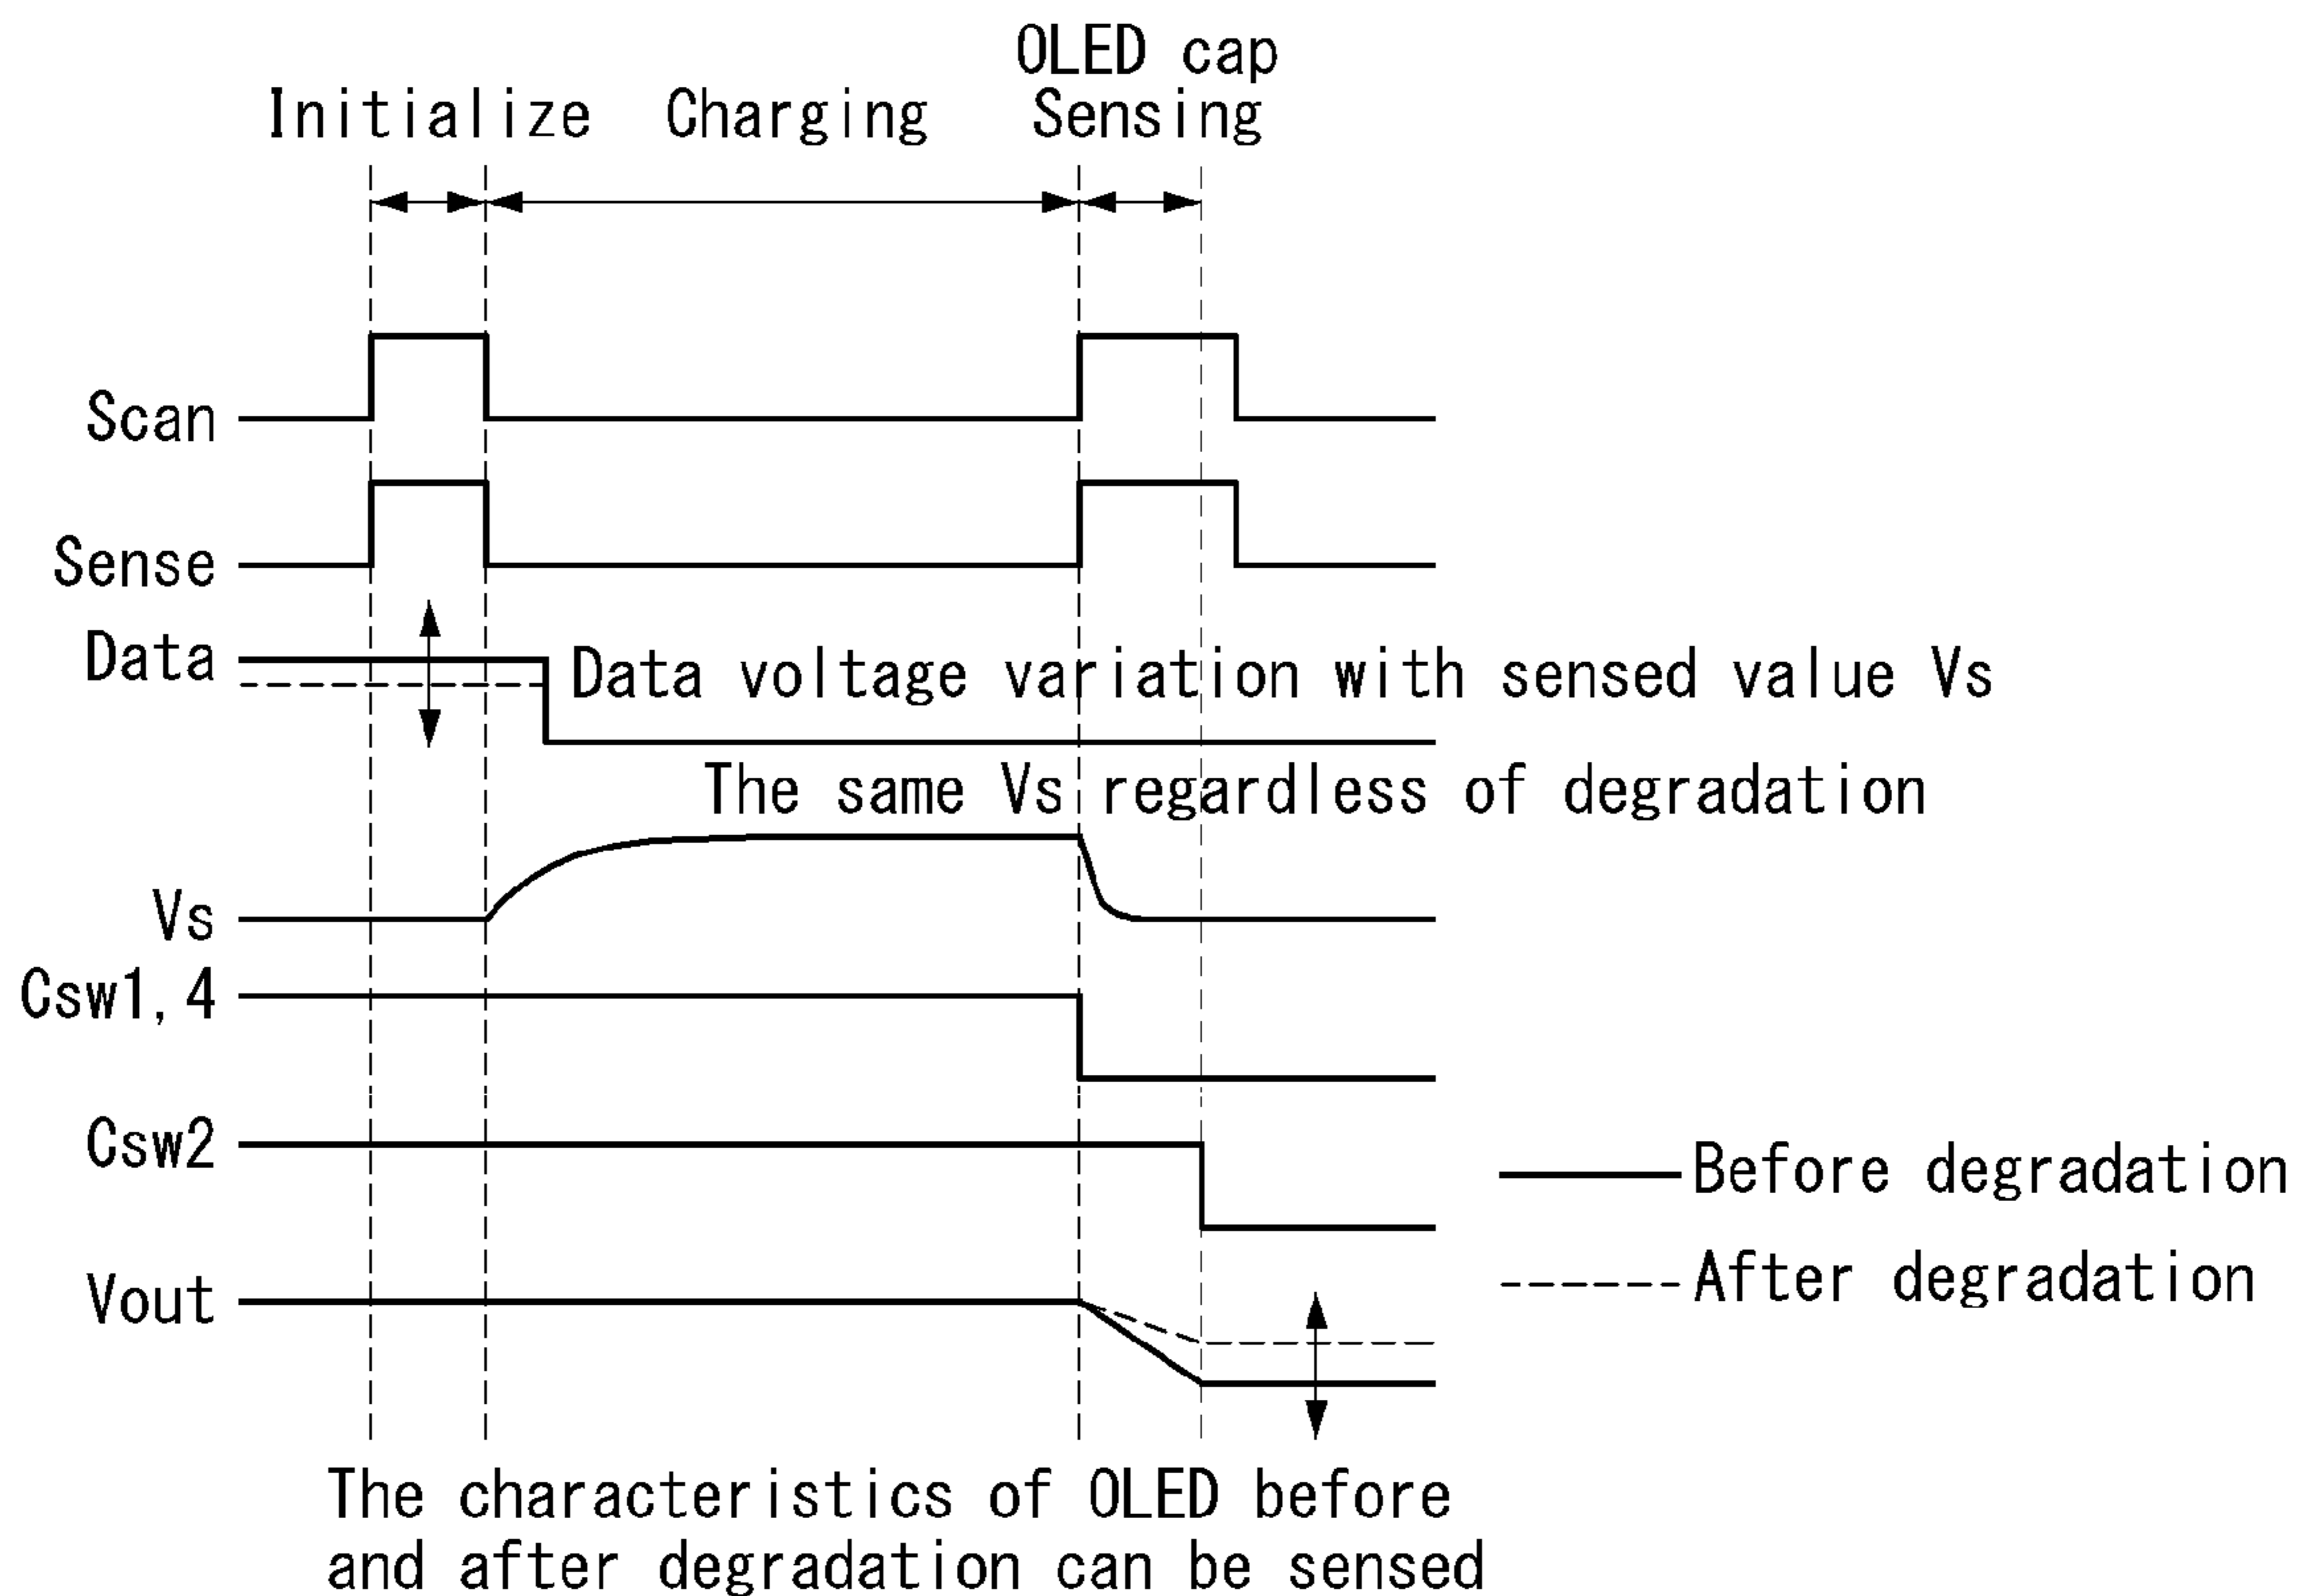 OLED cap
Initialize Charging Sensing
Scan
Sense
Data
Data voltage variation with sensed value Vs
The same Vs regardless of degradation
Vs
Csw1,4
Csw2
Before degradation
After degradation
Vout
The characteristics of OLED before
and after degradation can be sensed